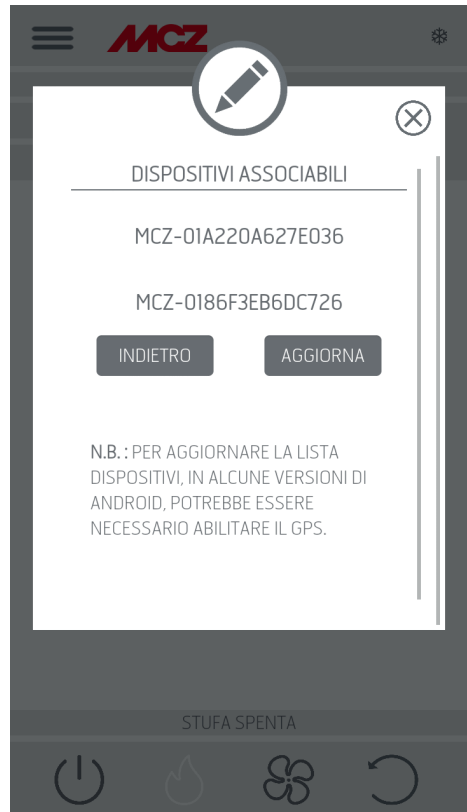 MCZ
DISPOSITIVI ASSOCIABILI
MCZ-01A220A627E036
MCZ-0186F3EB6DC726
INDIETRO
AGGIORNA
N.B. : PER AGGIORNARE LA LISTA
DISPOSITIVI, IN ALCUNE VERSIONI DI
ANDROID, POTREBBE ESSERE
NECESSARIO ABILITARE IL GPS.
STUFA SPENTA